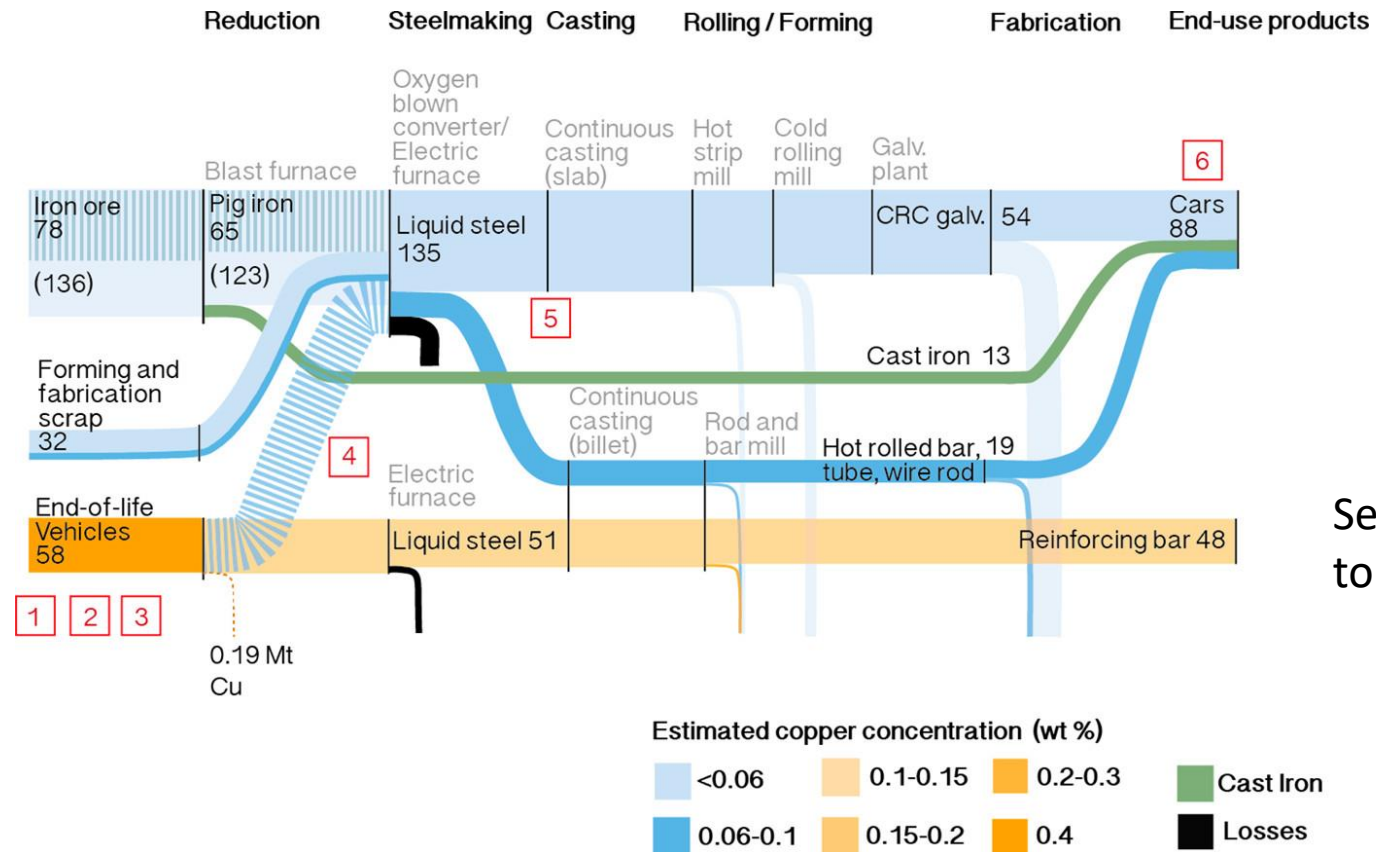 Reduction
Steelmaking
Casting
Rolling / Forming
Fabrication
End-use products
Oxygen
blown
converter/
Electric
furnace
Continuous
casting
(slab)
Hot
strip
mill
Cold
rolling
mill
Galv.
plant
6
Blast furnace
Iron ore
78
Pig iron
65
Liquid steel
135
CRC galv.
54
Cars
88
(136)
(123)
5
Cast iron 13
Forming and
fabrication
scrap
32
4
Continuous
casting
(billet)
Rod and
bar mill
Hot rolled bar,
tube, wire rod
19
Electric
furnace
End-of-life
Vehicles
58
Liquid steel 51
Reinforcing bar 48
Se
to
1 2 3
0.19 Mt
Cu
Estimated copper concentration (wt %)
<0.06
0.1-0.15
0.2-0.3
Cast Iron
0.06-0.1
0.15-0.2
0.4
Losses